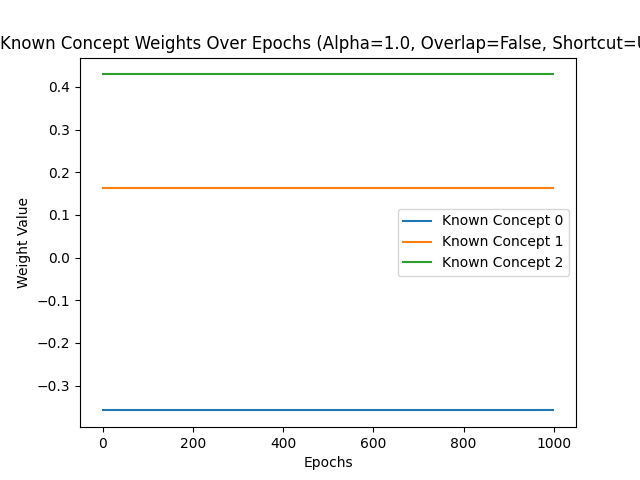 Known Concept Weights Over Epochs (Alpha=1.0, Overlap=False, Shortcut=
0.4
0.3
0.2
0.1
0.0
−0.1
−0.2
−0.3
Weight Value
Known Concept 0
Known Concept 1
Known Concept 2
0 200 400 600 800 1000
Epochs